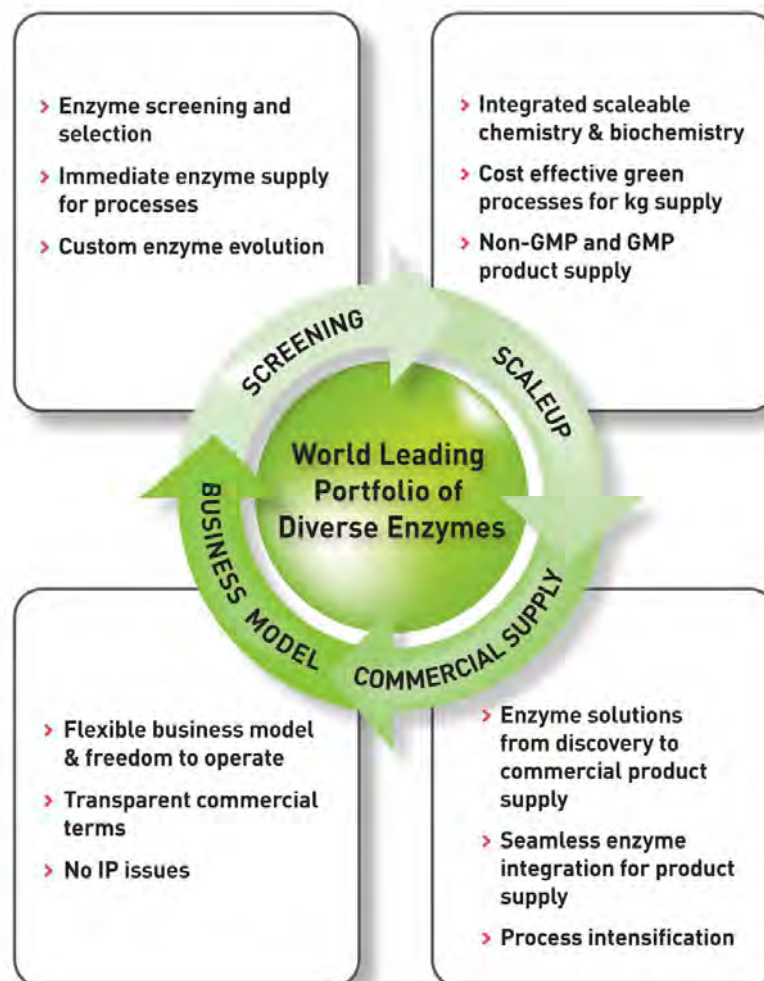 > Enzyme screening and
selection
> Immediate enzyme supply
for processes
> Custom enzyme evolution
> Integrated scaleable
chemistry & biochemistry
> Cost effective green
processes for kg supply
> Non-GMP and GMP
product supply
SCREENING
SCALEUP
World Leading
Portfolio of
Diverse Enzymes
BUSINESS MODEL
COMMERCIAL SUPPLY
> Flexible business model
& freedom to operate
> Transparent commercial
terms
> No IP issues
> Enzyme solutions
from discovery to
commercial product
supply
> Seamless enzyme
integration for product
supply
> Process intensification